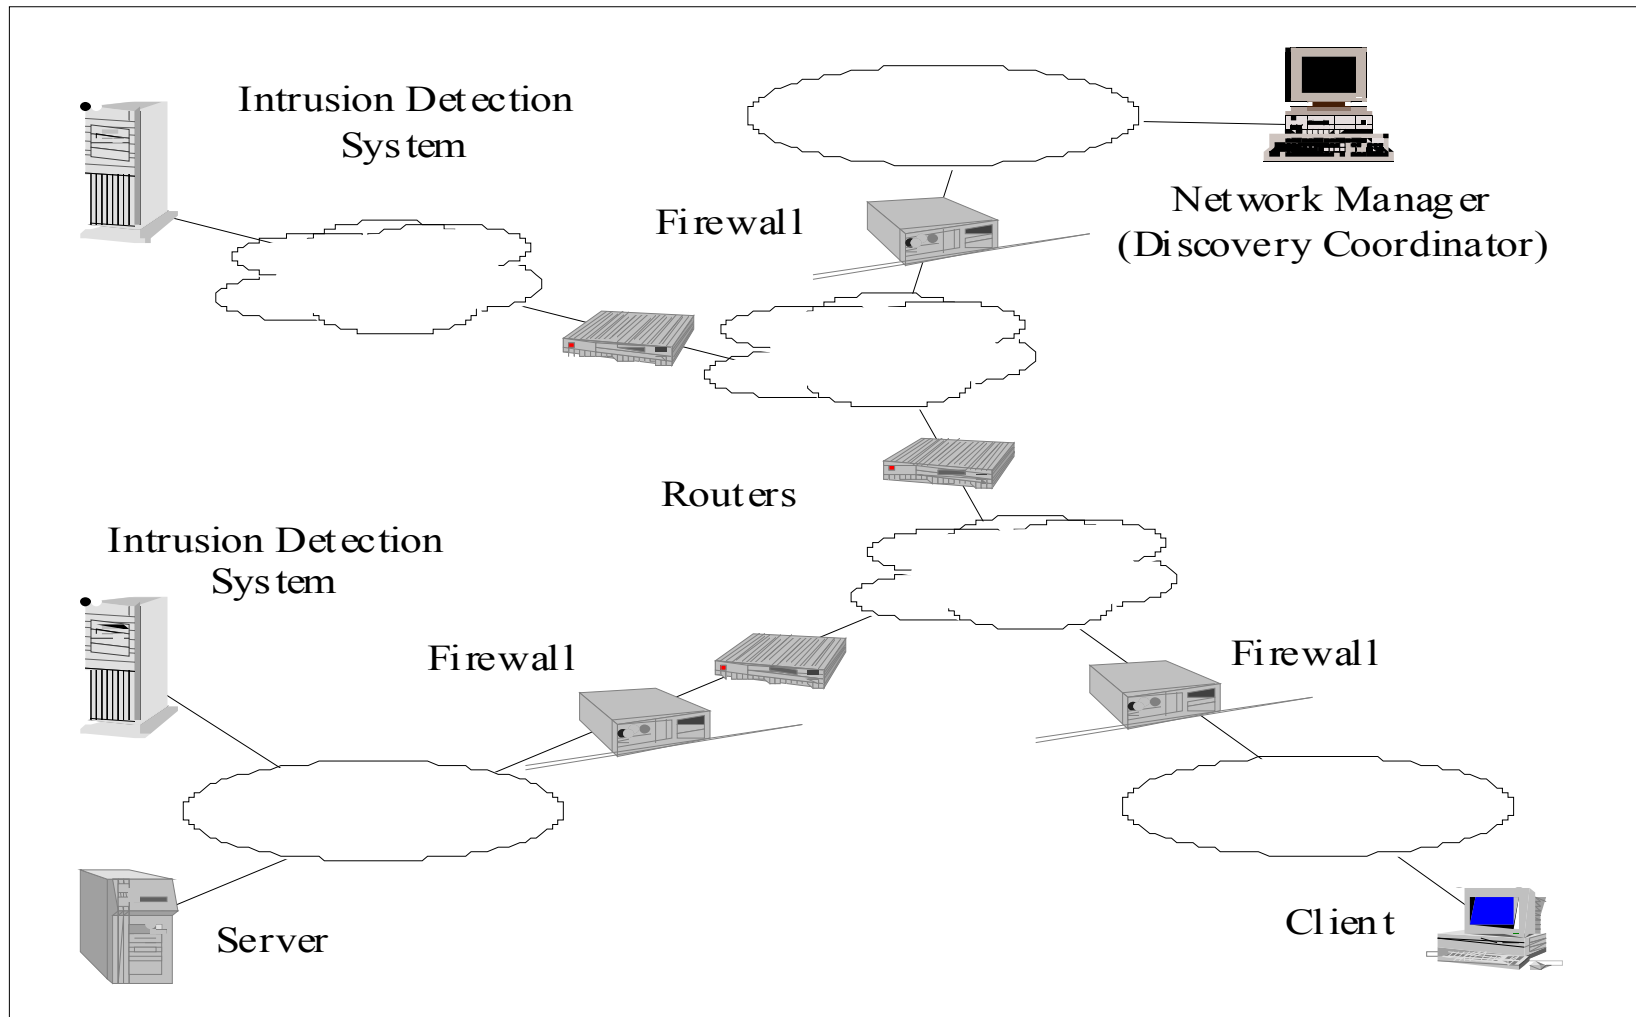 Intrusion Detection
System
Firewall
Network Manager
(Discovery Coordinator)
Routers
Intrusion Detection
System
Firewall
Firewall
Server
Client